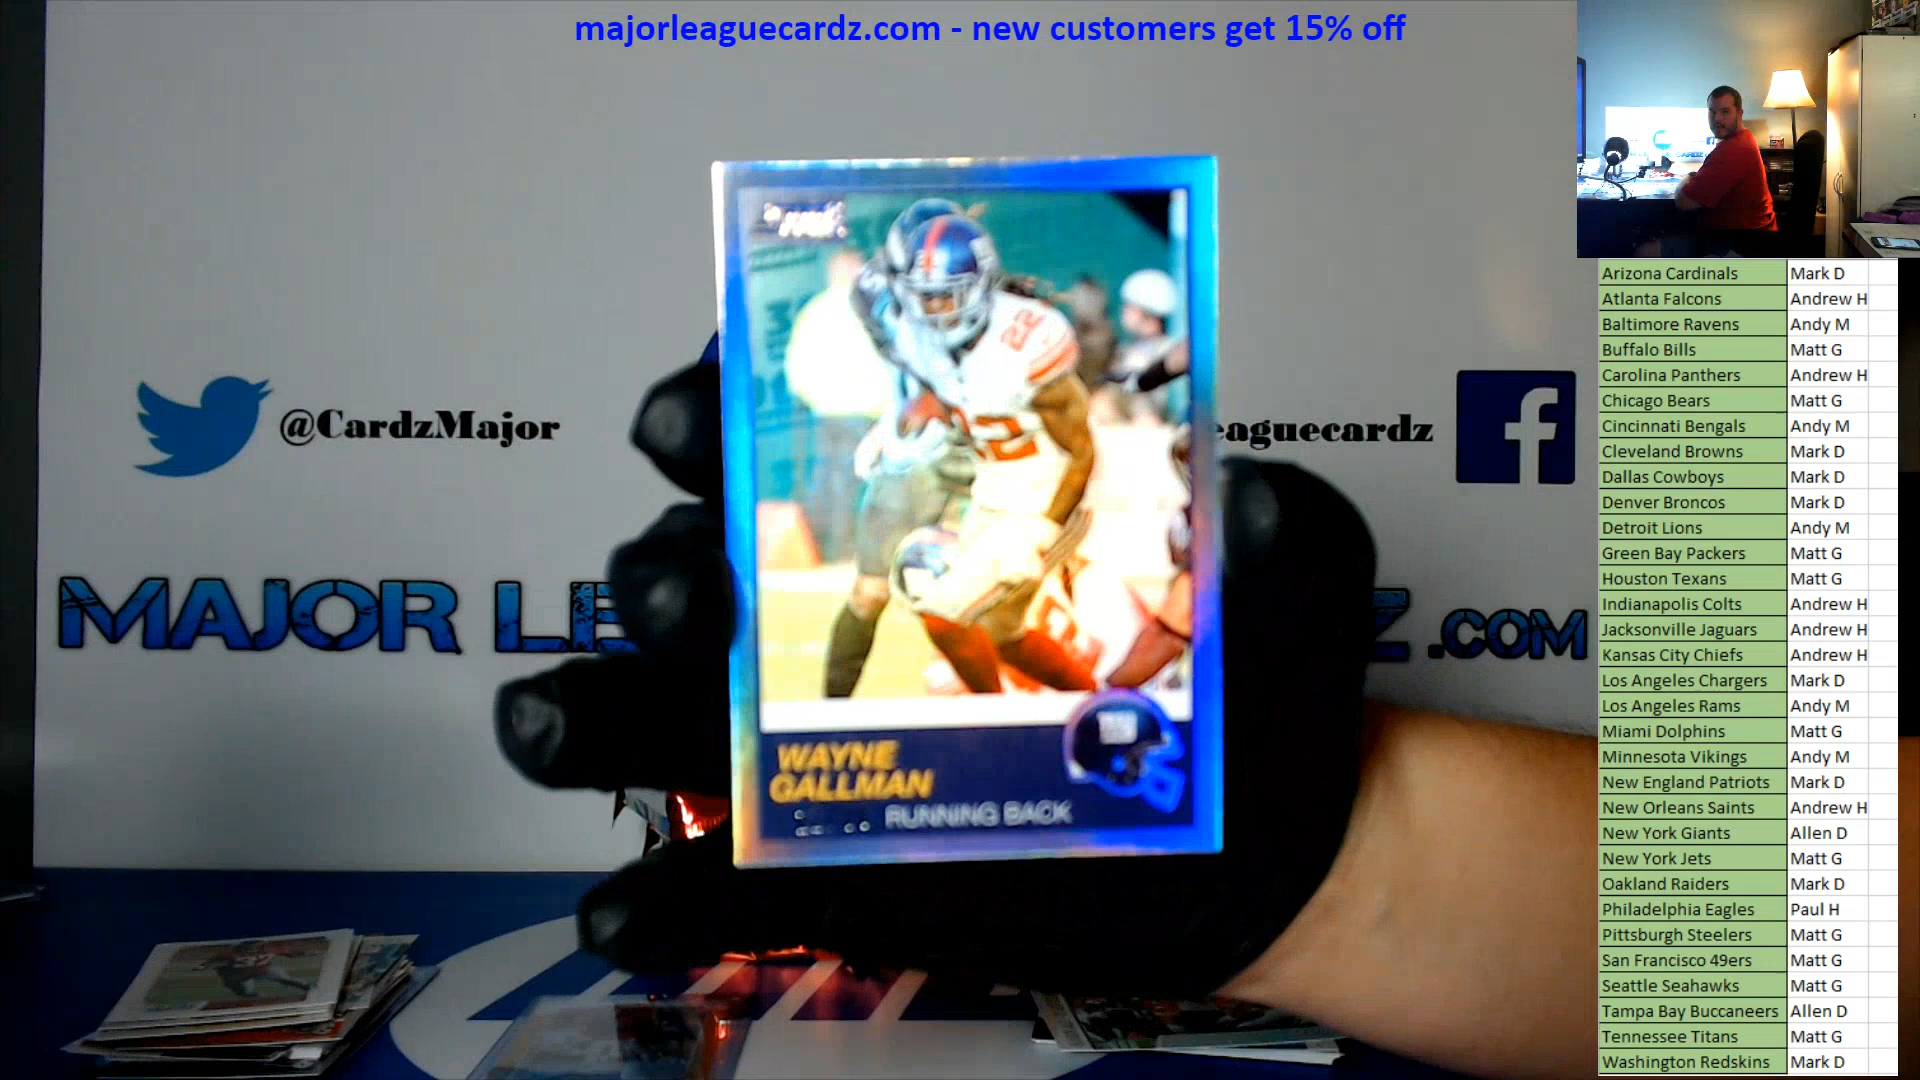 majorleaguecardz.com - new customers get 15% off
@CardzMajor
eaguecardz
MAJOR LE
Z .COM
22
22
WAYNE
GALLMAN
RUNNING BACK
Arizona Cardinals Mark D
Atlanta Falcons Andrew H
Baltimore Ravens Andy M
Buffalo Bills Matt G
Carolina Panthers Andrew H
Chicago Bears Matt G
Cincinnati Bengals Andy M
Cleveland Browns Mark D
Dallas Cowboys Mark D
Denver Broncos Mark D
Detroit Lions Andy M
Green Bay Packers Matt G
Houston Texans Matt G
Indianapolis Colts Andrew H
Jacksonville Jaguars Andrew H
Kansas City Chiefs Andrew H
Los Angeles Chargers Mark D
Los Angeles Rams Andy M
Miami Dolphins Matt G
Minnesota Vikings Andy M
New England Patriots Mark D
New Orleans Saints Andrew H
New York Giants Allen D
New York Jets Matt G
Oakland Raiders Mark D
Philadelphia Eagles Paul H
Pittsburgh Steelers Matt G
San Francisco 49ers Matt G
Seattle Seahawks Matt G
Tampa Bay Buccaneers Allen D
Tennessee Titans Matt G
Washington Redskins Mark D